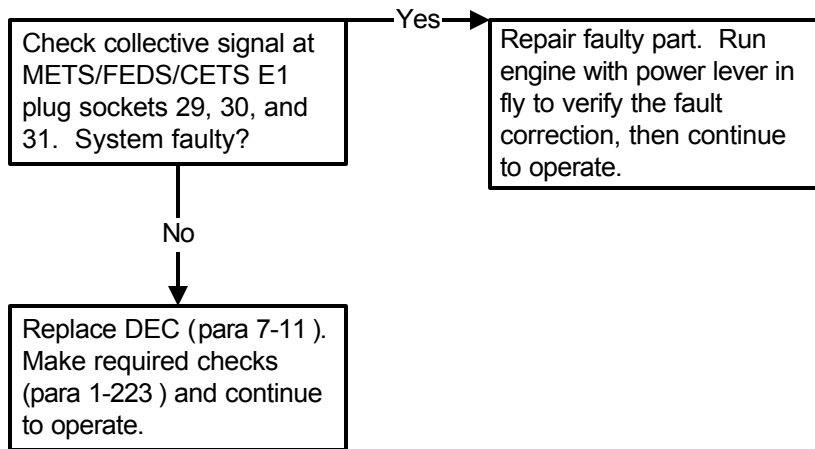 Check collective signal at
METS/FEDS/CETS E1
plug sockets 29, 30, and
31. System faulty?
Yes
Repair faulty part. Run
engine with power lever in
fly to verify the fault
correction, then continue
to operate.
No
Replace DEC (para 7-11 ).
Make required checks
(para 1-223 ) and continue
to operate.